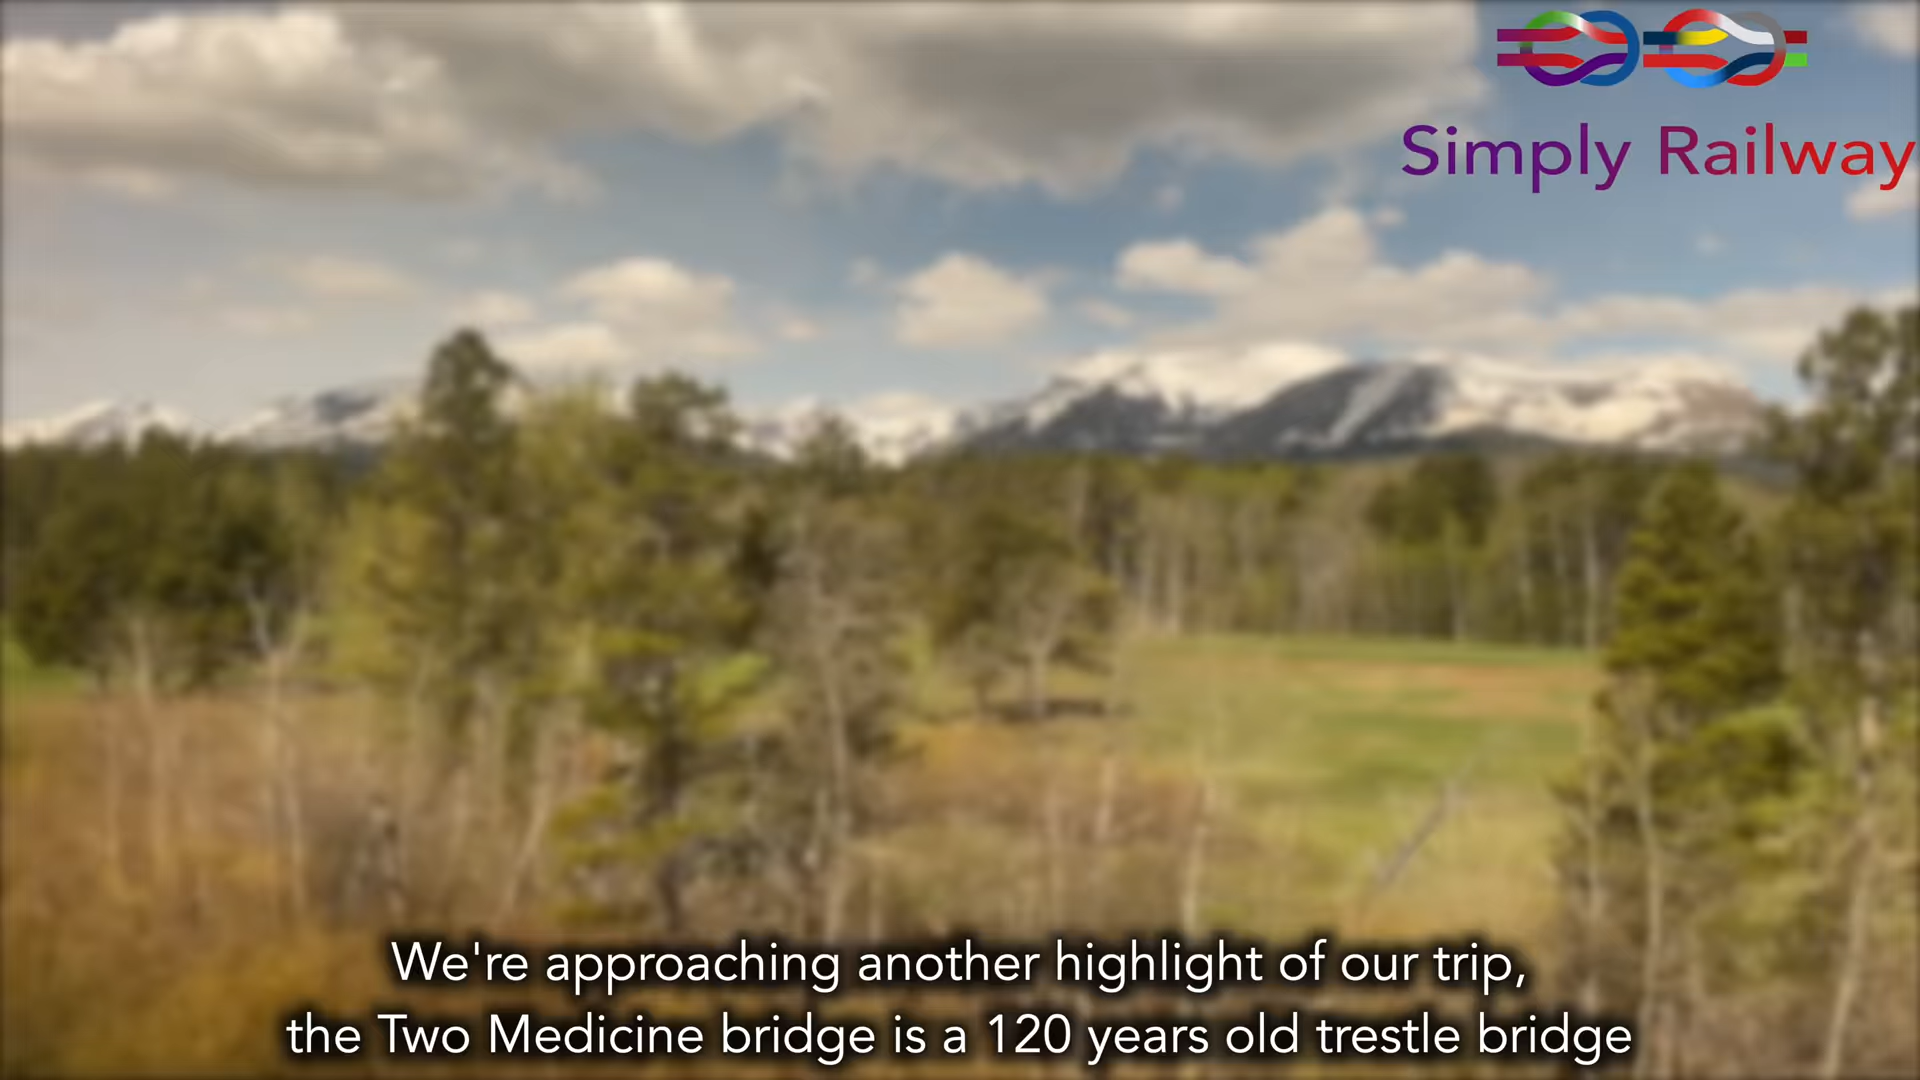 Simply Railway
We're approaching another highlight of our trip,
the Two Medicine bridge is a 120 years old trestle bridge